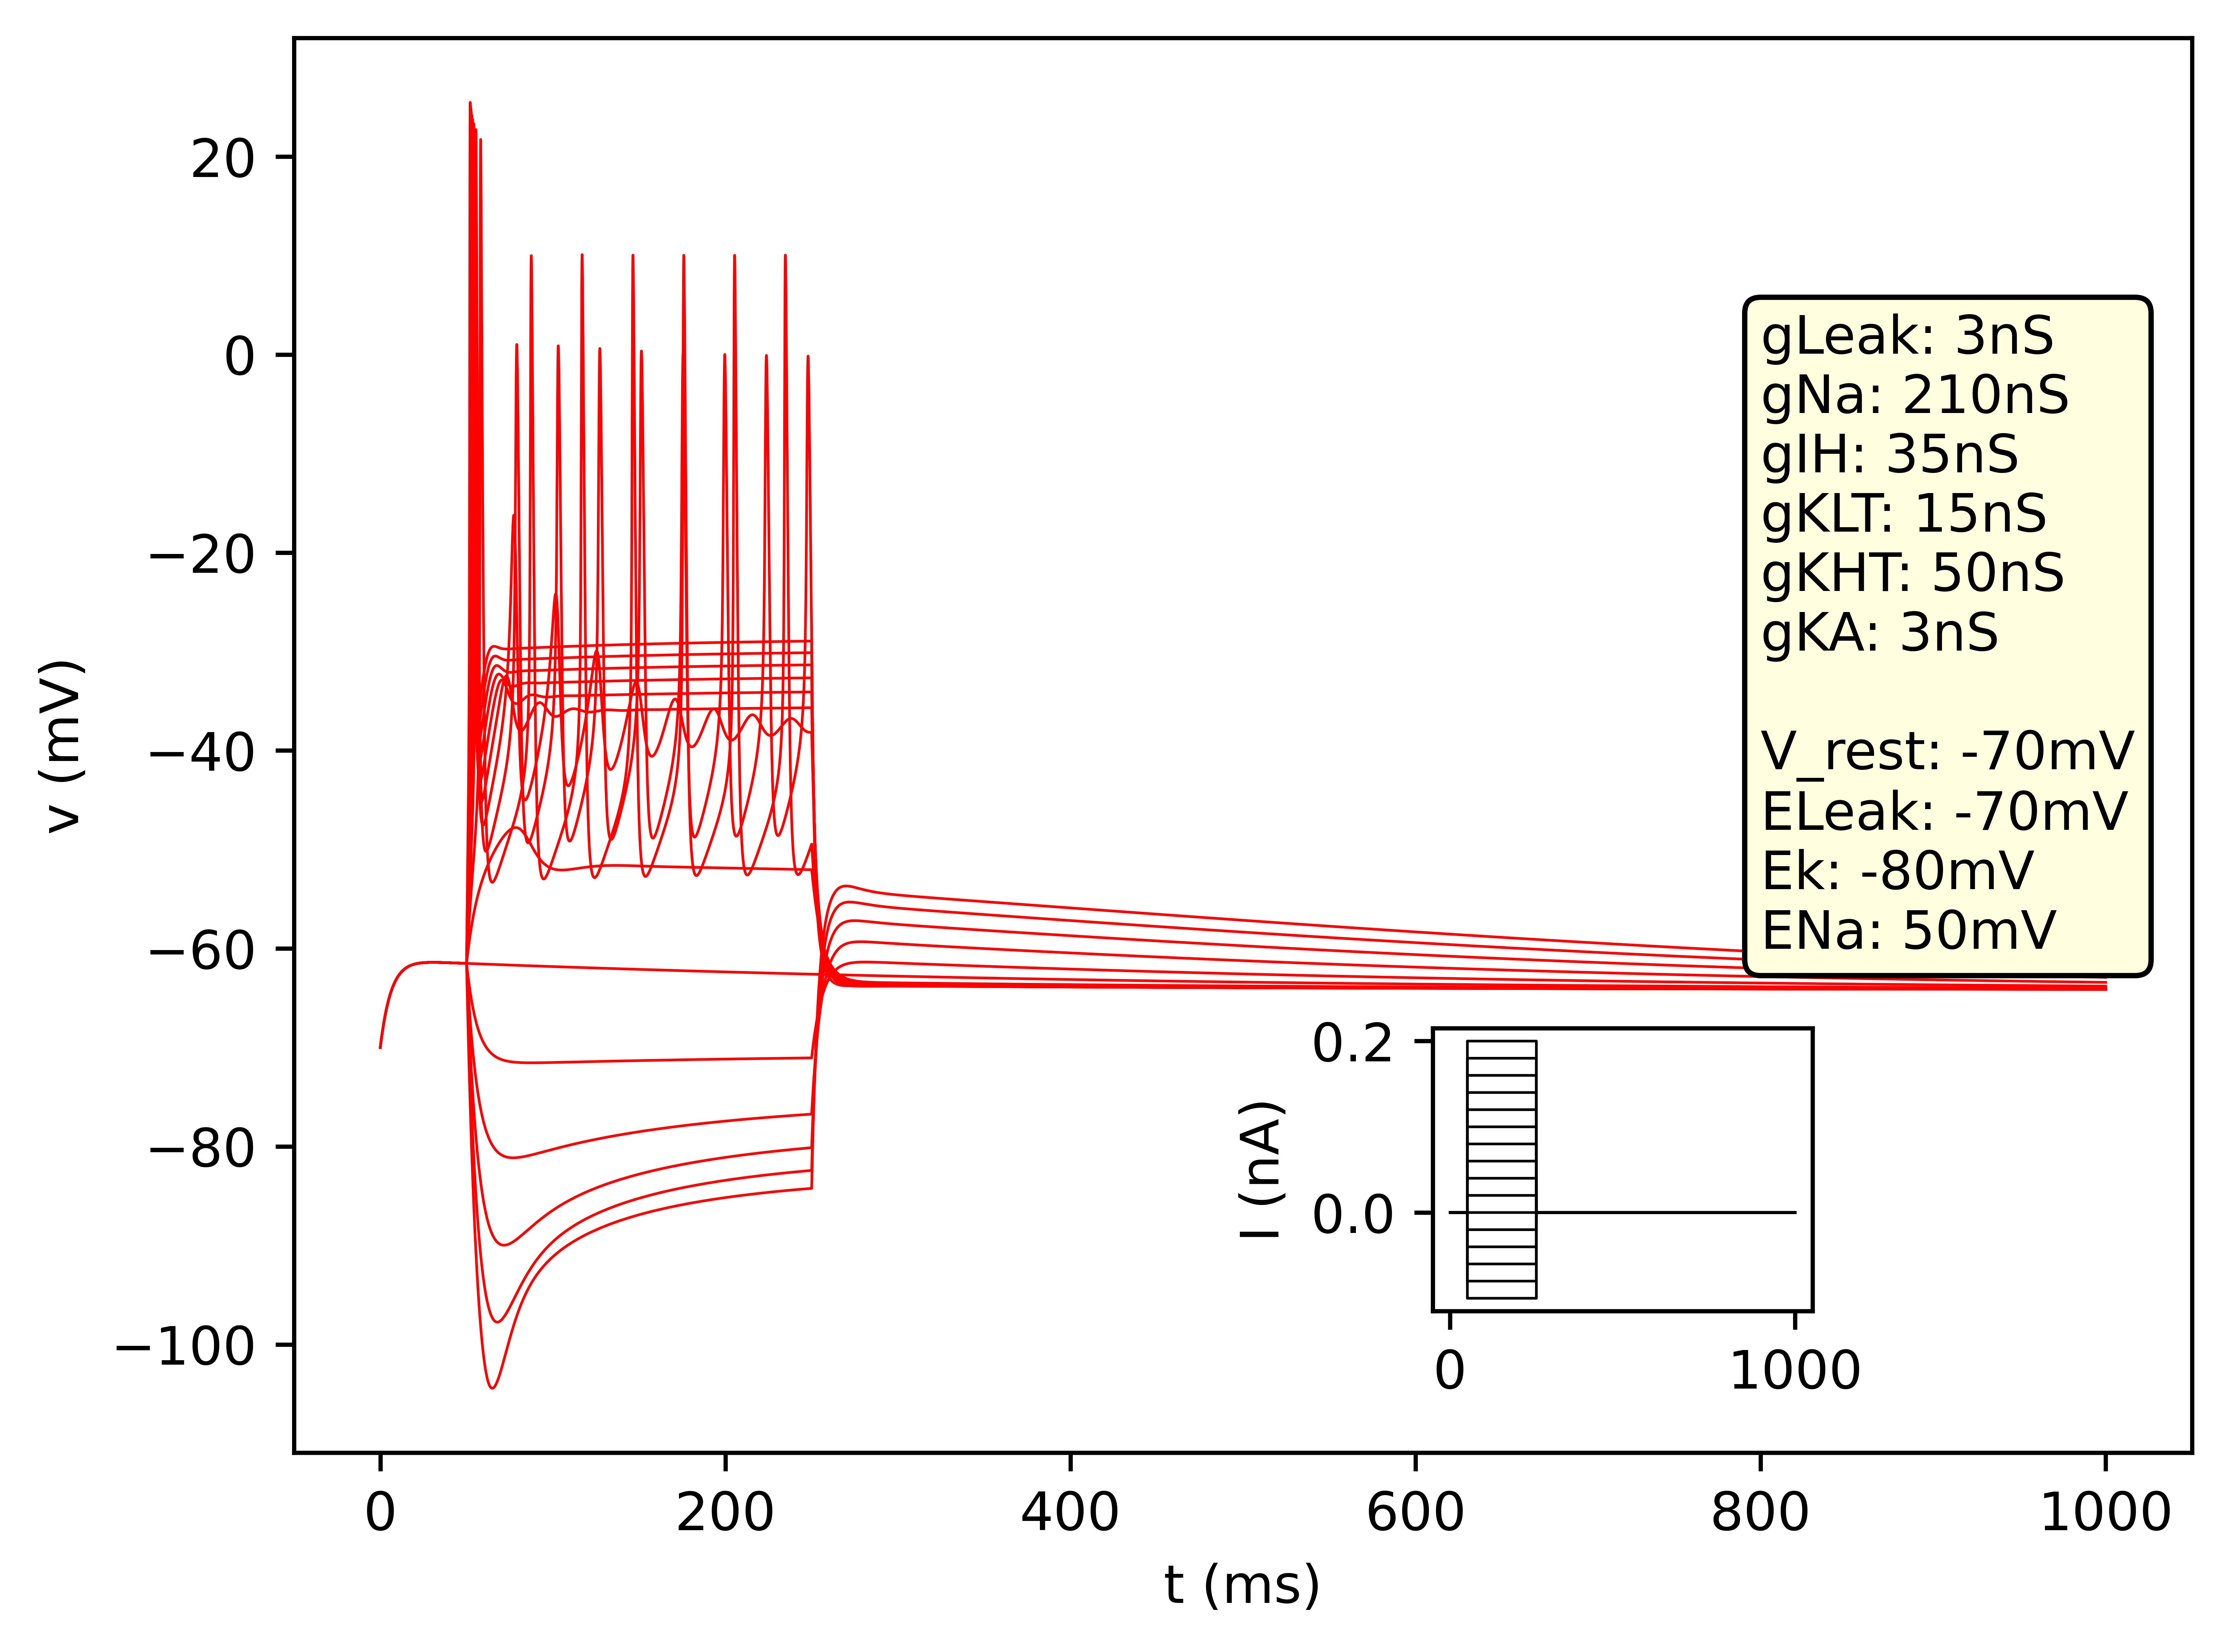 20
0
−20
−40
−60
−80
−100
v (mV)
0
200
400
600
800
1000
t (ms)
gLeak: 3nS
gNa: 210nS
gIH: 35nS
gKLT: 15nS
gKHT: 50nS
gKA: 3nS
V_rest: -70mV
ELeak: -70mV
Ek: -80mV
ENa: 50mV
0.2
0.0
I (nA)
0
1000